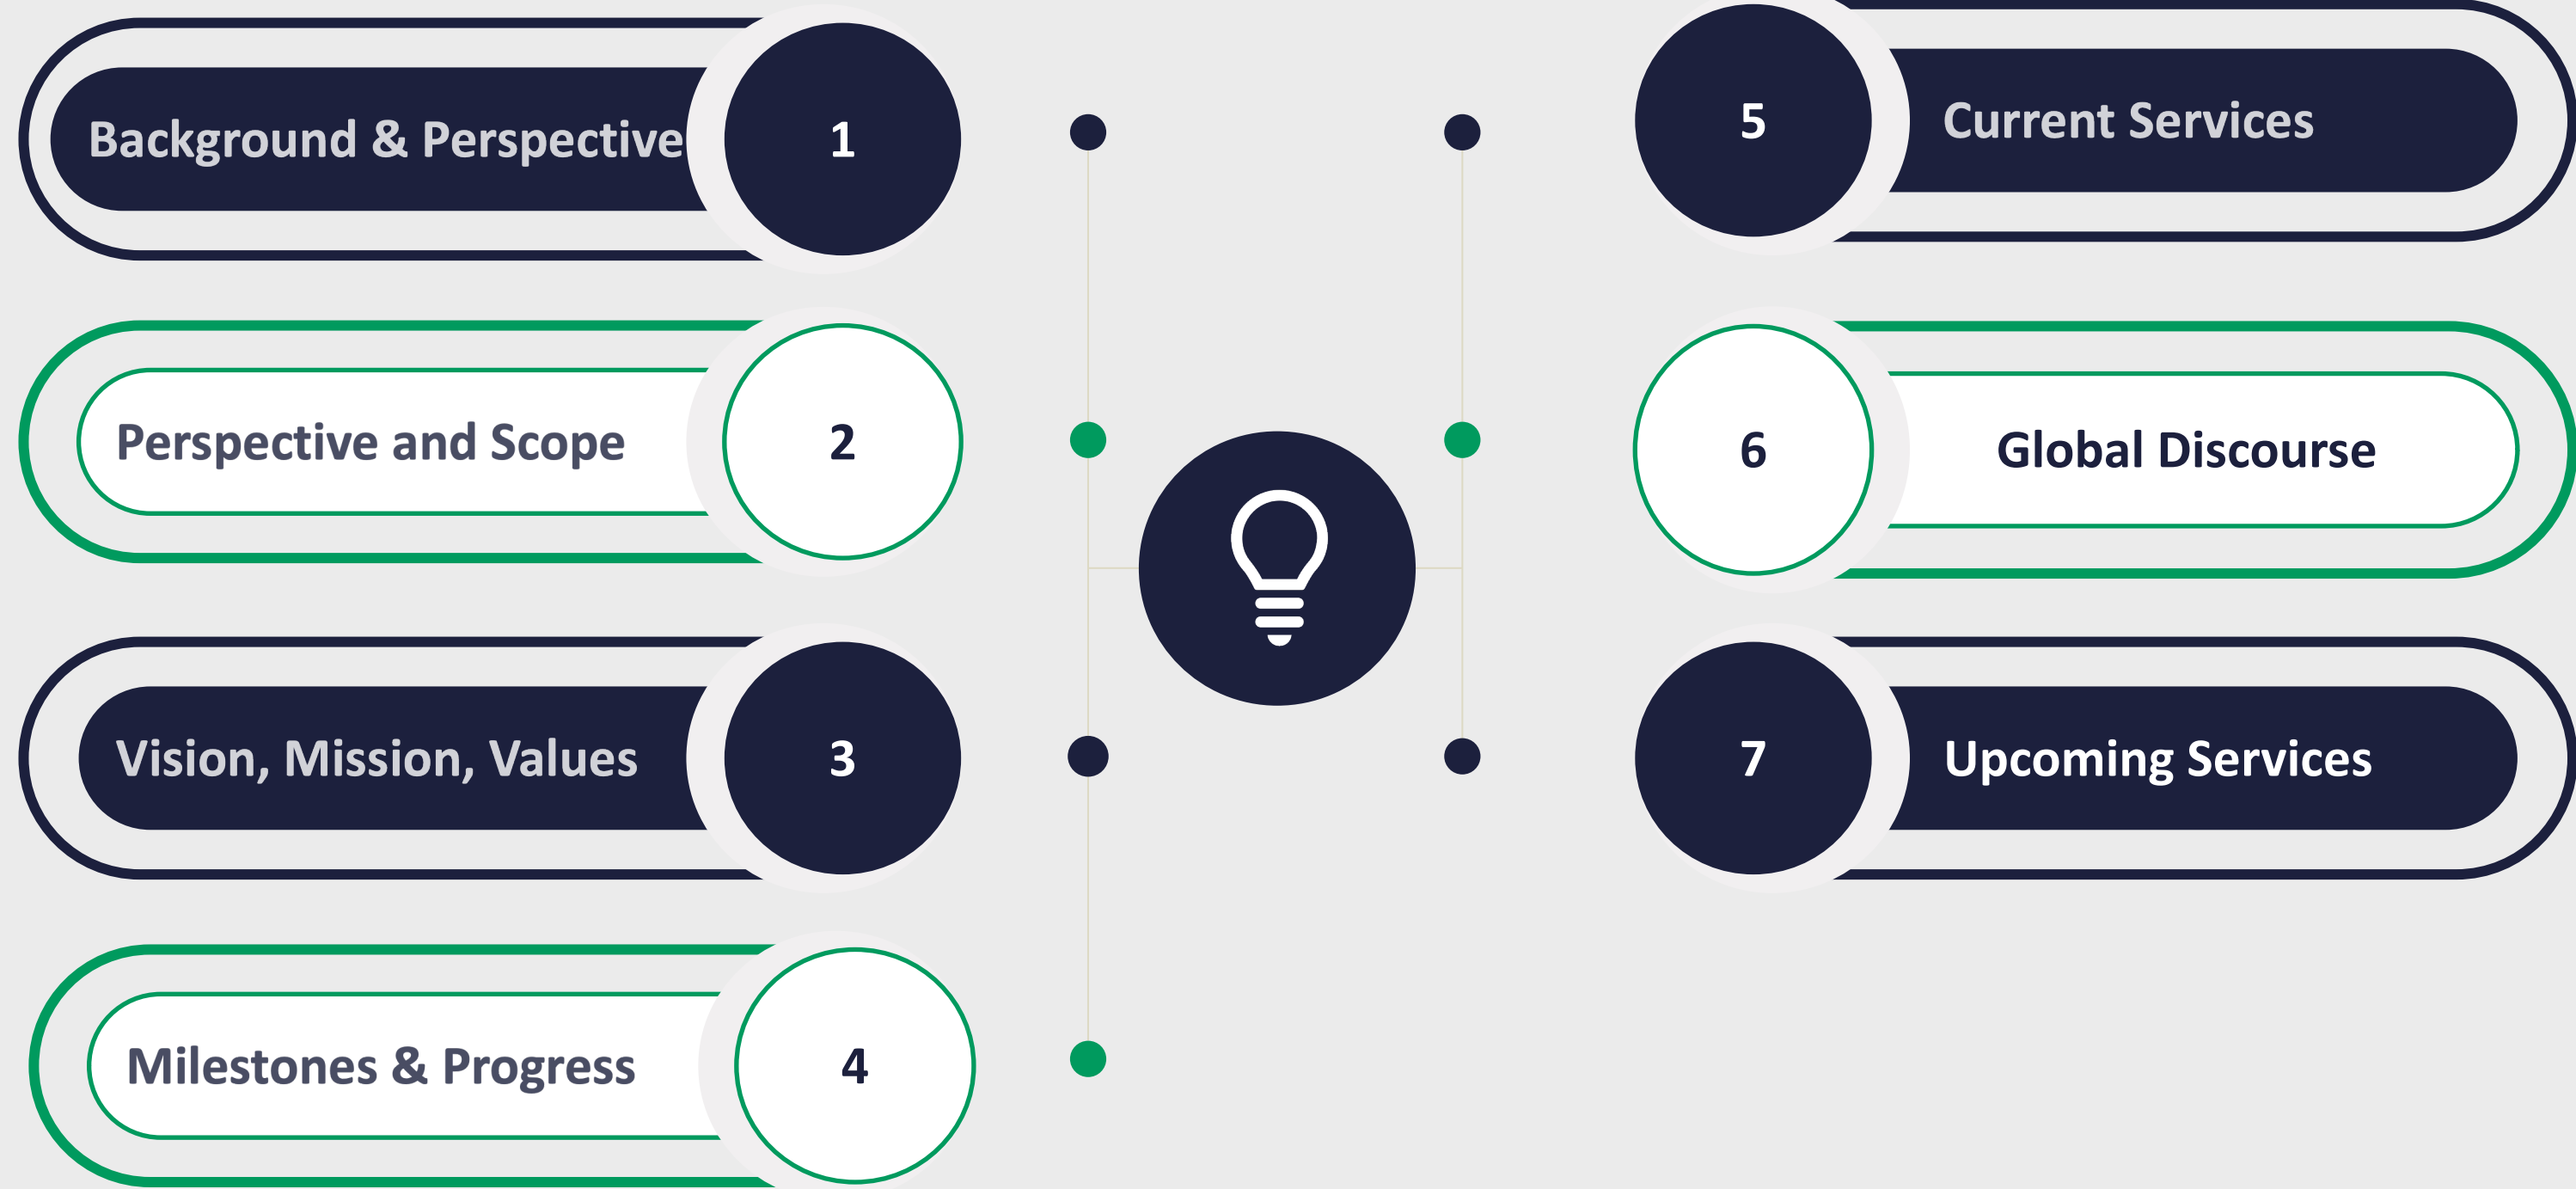 Background & Perspective
1
Perspective and Scope
2
Vision, Mission, Values
3
Milestones & Progress
4
5
Current Services
6
Global Discourse
7
Upcoming Services